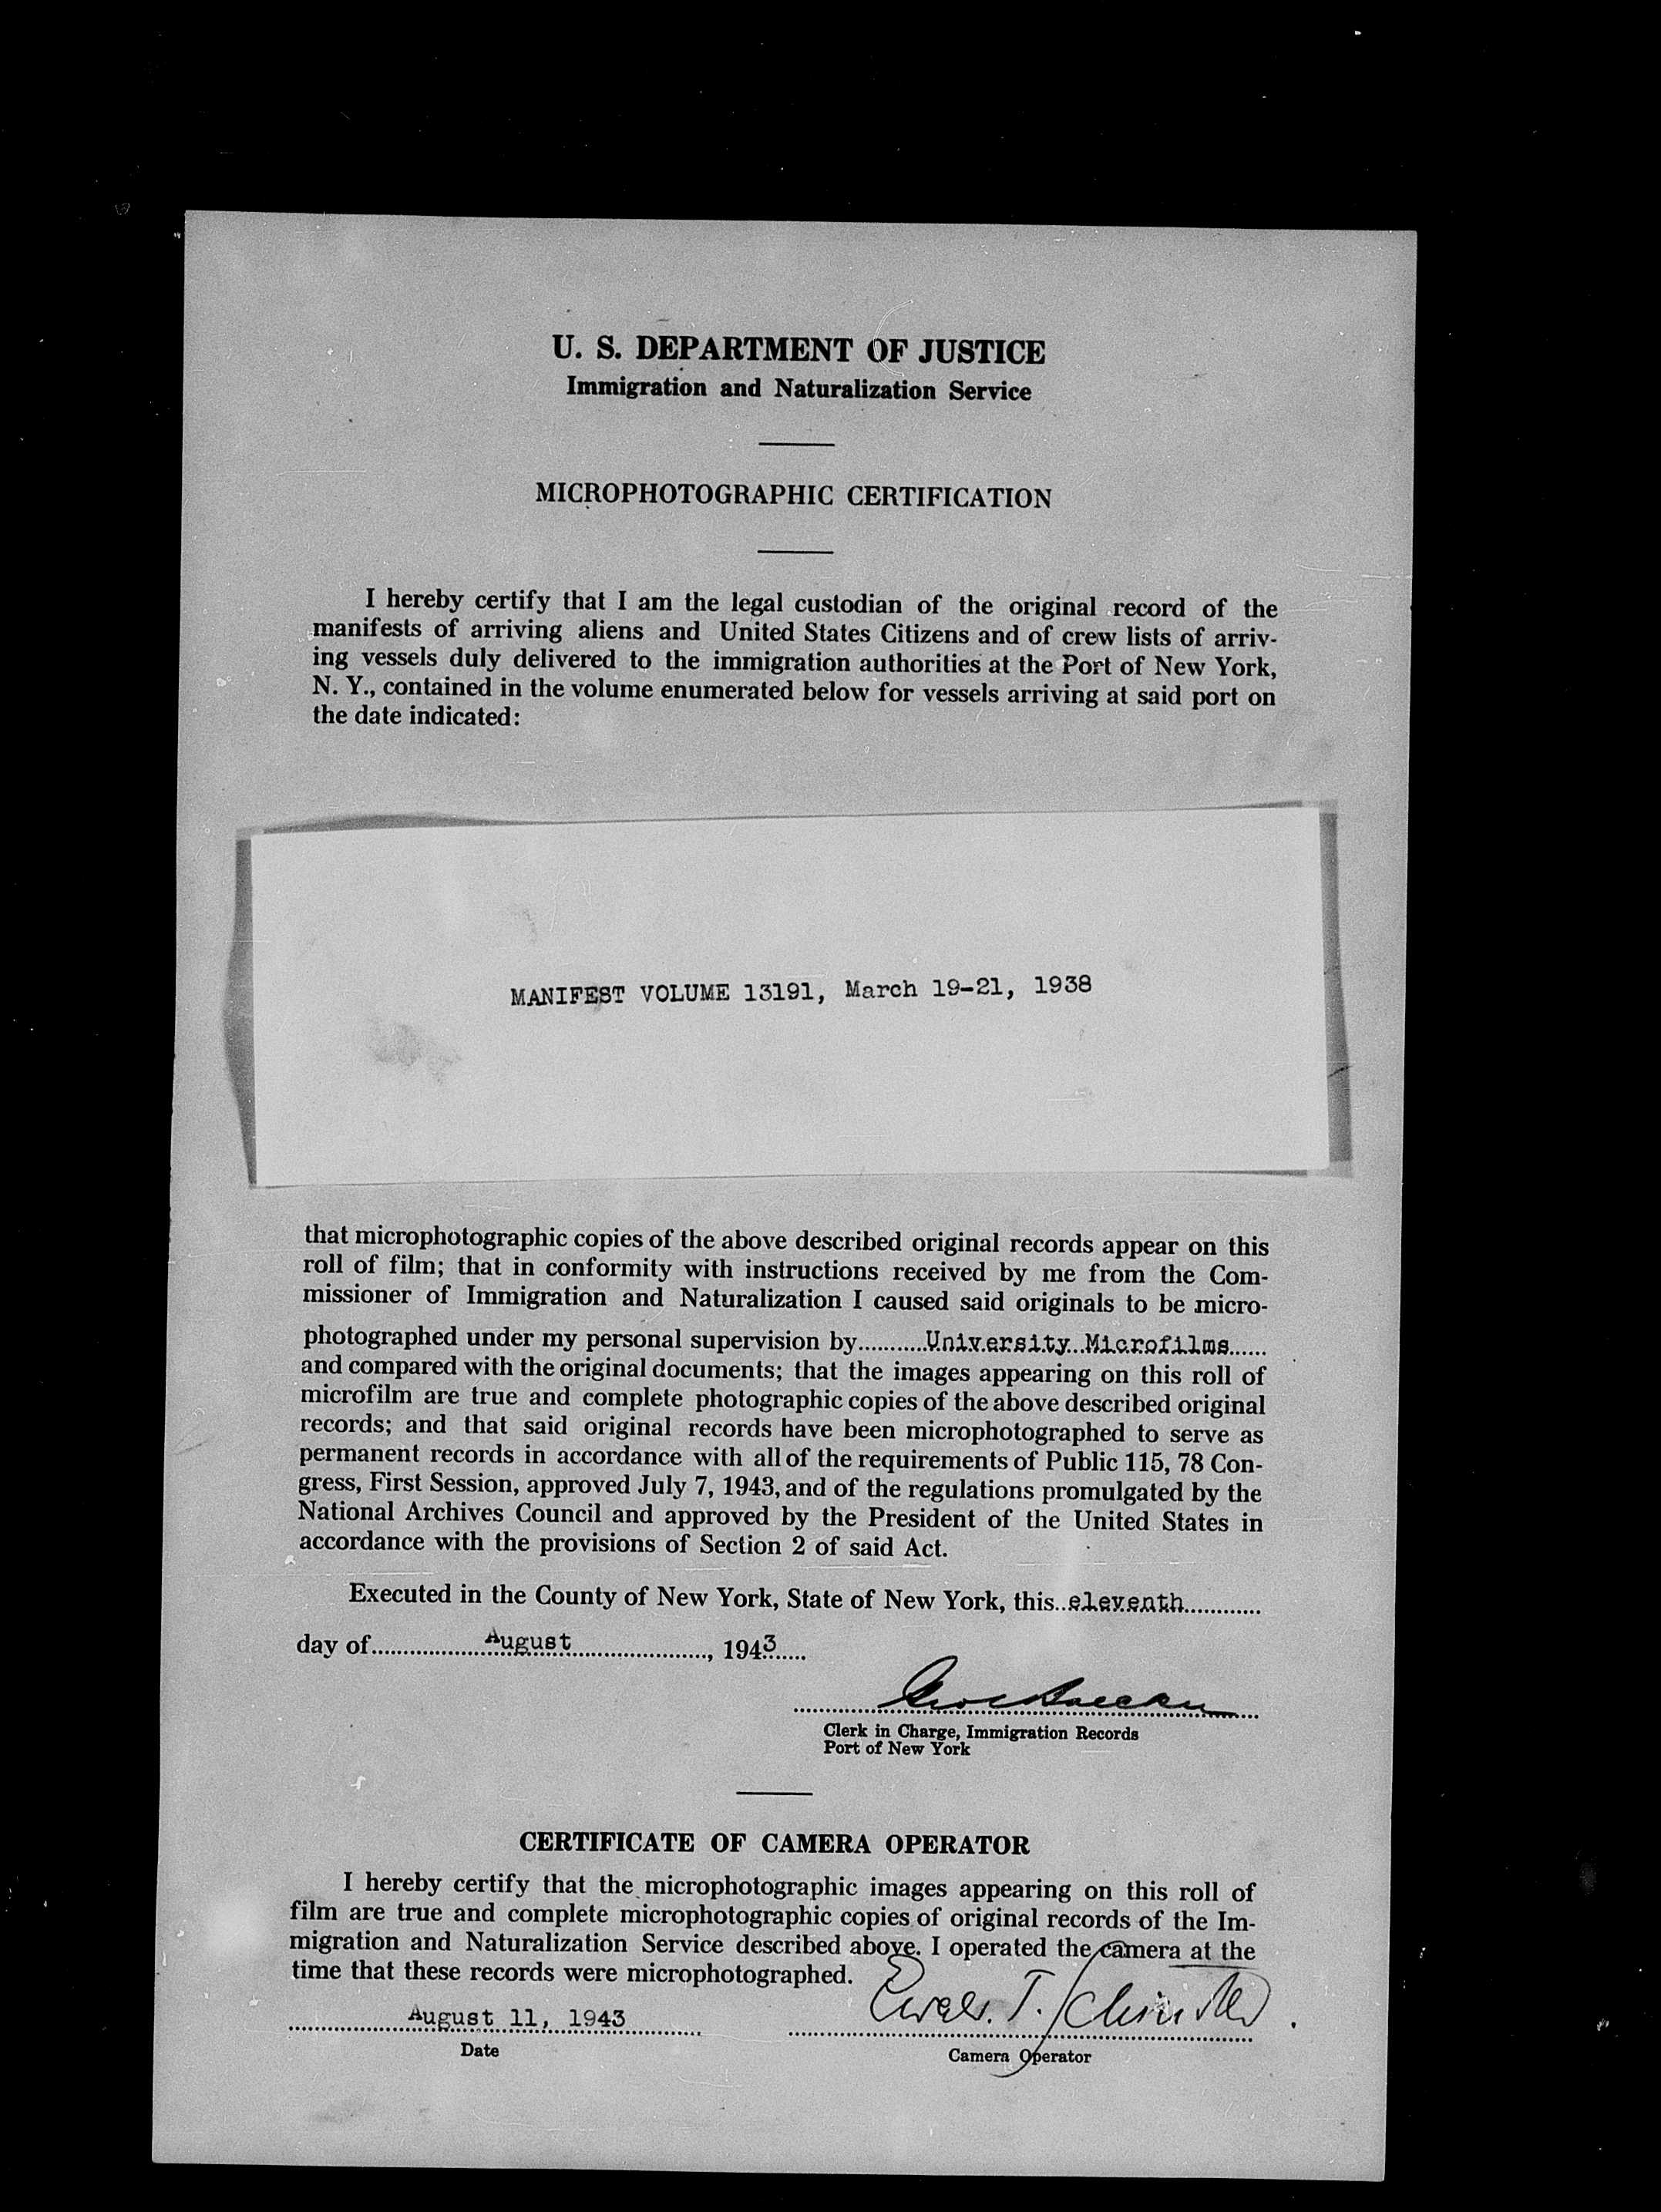 U. S. DEPARTMENT OF JUSTICE
Immigration and Naturalization Service
MICROPHOTOGRAPHIC CERTIFICATION
I hereby certify that I am the legal custodian of the original record of the
manifests of arriving aliens and United States Citizens and of crew lists of arriv-
ing vessels duly delivered to the immigration authorities at the Port of New York,
N. Y., contained in the volume enumerated below for vessels arriving at said port on
the date indicated:
MANIFEST VOLUME 13191, March 19-21, 1938
that microphotographic copies of the above described original records appear on this
roll of film; that in conformity with instructions received by me from the Com-
missioner of Immigration and Naturalization I caused said originals to be micro-
photographed under my personal supervision by...........University Microfilms......
and compared with the original documents; that the images appearing on this roll of
microfilm are true and complete photographic copies of the above described original
records; and that said original records have been microphotographed to serve as
permanent records in accordance with all of the requirements of Public 115, 78 Con-
gress, First Session, approved July 7, 1943, and of the regulations promulgated by the
National Archives Council and approved by the President of the United States in
accordance with the provisions of Section 2 of said Act.
Executed in the County of New York, State of New York, this..eleventh............
day of..................August......................., 1943......
Clerk in Charge, Immigration Records
Port of New York
CERTIFICATE OF CAMERA OPERATOR
I hereby certify that the microphotographic images appearing on this roll of
film are true and complete microphotographic copies of original records of the Im-
migration and Naturalization Service described above. I operated the camera at the
time that these records were microphotographed.
August 11, 1943
Date
Camera Operator